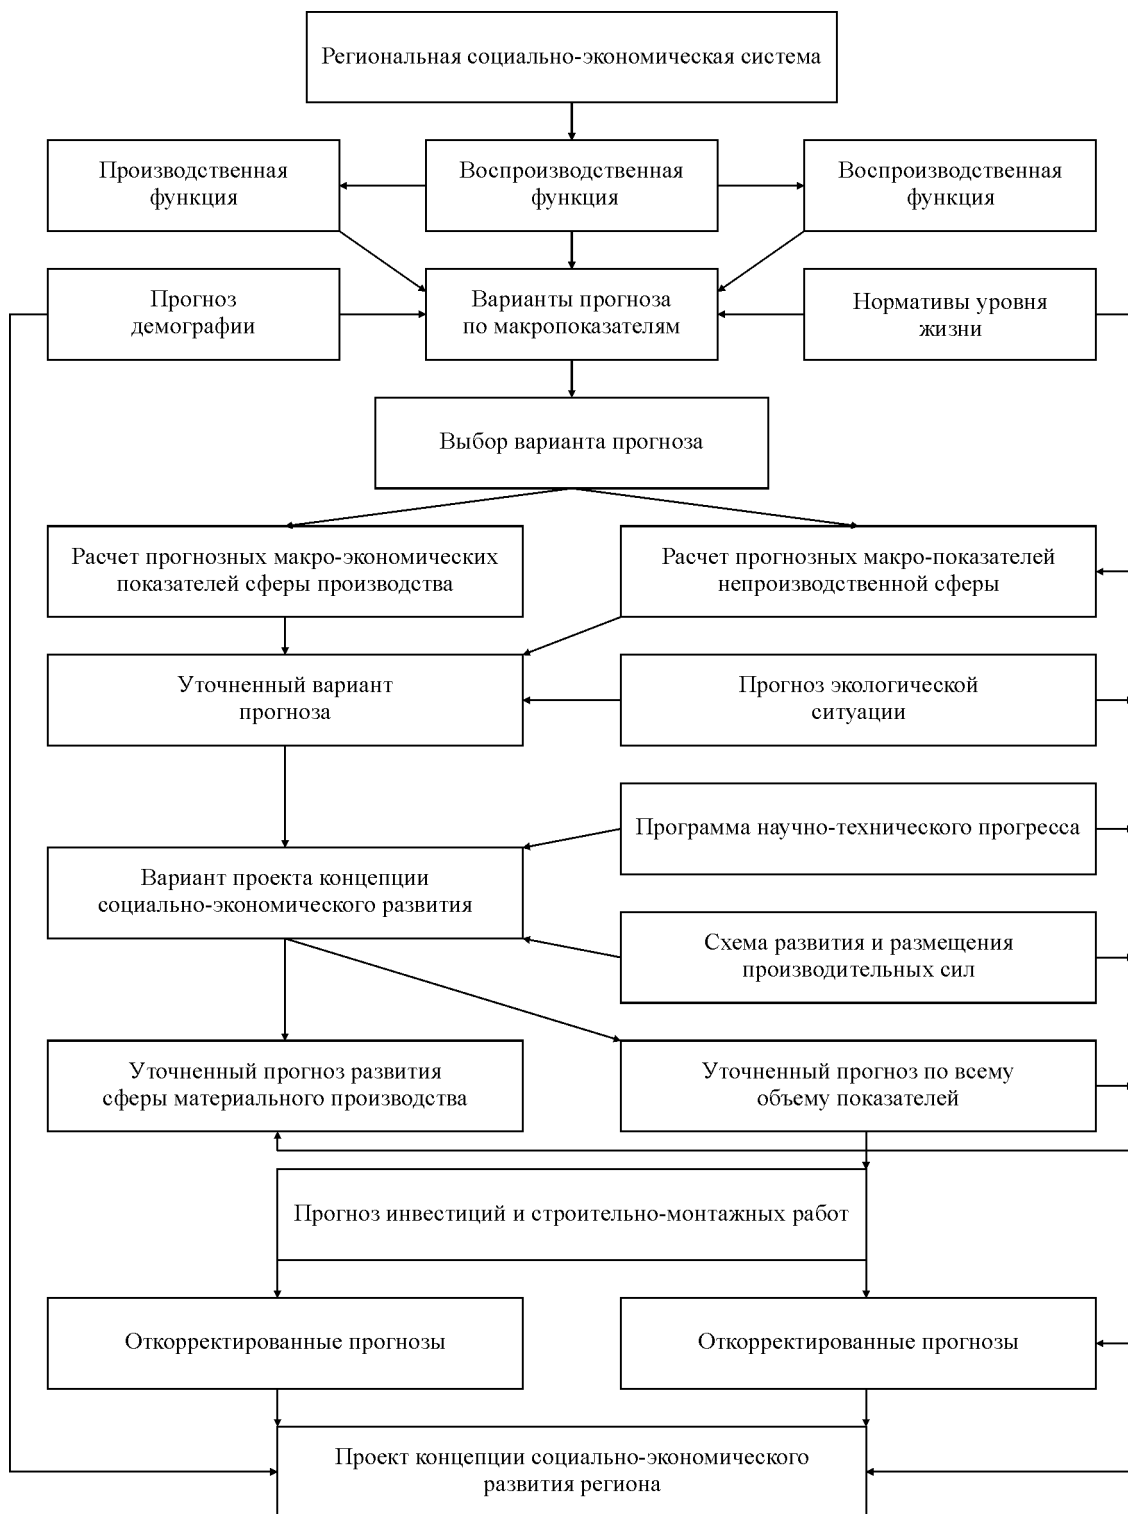 Региональная социально-экономическая система
Производственная
функция
Воспроизводственная
функция
Воспроизводственная
функция
Прогноз
демографии
Варианты прогноза
по макропоказателям
Нормативы уровня
жизни
Выбор варианта прогноза
Расчет прогнозных макро-экономических
показателей сферы производства
Расчет прогнозных макро-показателей
непроизводственной сферы
Уточненный вариант
прогноза
Прогноз экологической
ситуации
Программа научно-технического прогресса
Вариант проекта концепции
социально-экономического развития
Схема развития и размещения
производительных сил
Уточненный прогноз развития
сферы материального производства
Уточненный прогноз по всему
объему показателей
Прогноз инвестиций и строительно-монтажных работ
Откорректированные прогнозы
Откорректированные прогнозы
Проект концепции социально-экономического
развития региона